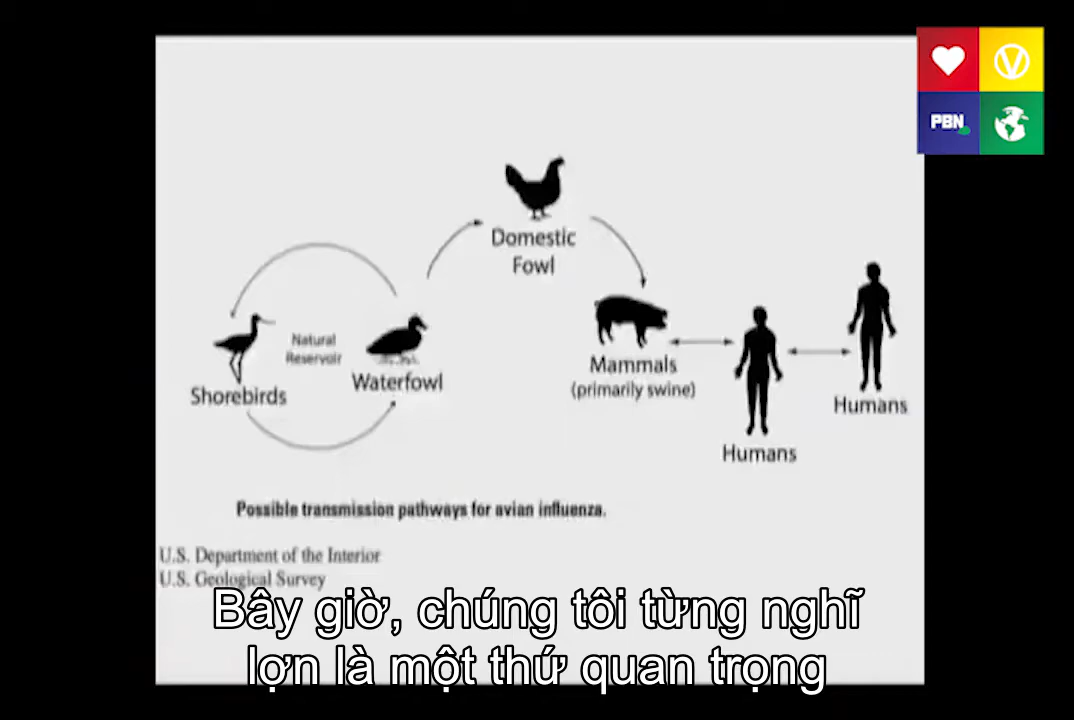 PBN
Domestic
Fowl
Natural
Reservoir
Shorebirds
Waterfowl
Mammals
(primarily swine)
Humans
Humans
Possible transmission pathways for avian influenza.
U.S. Department of the Interior
U.S. Geological Survey
Bây giờ, chúng tôi từng nghĩ
lợn là một thứ quan trọng